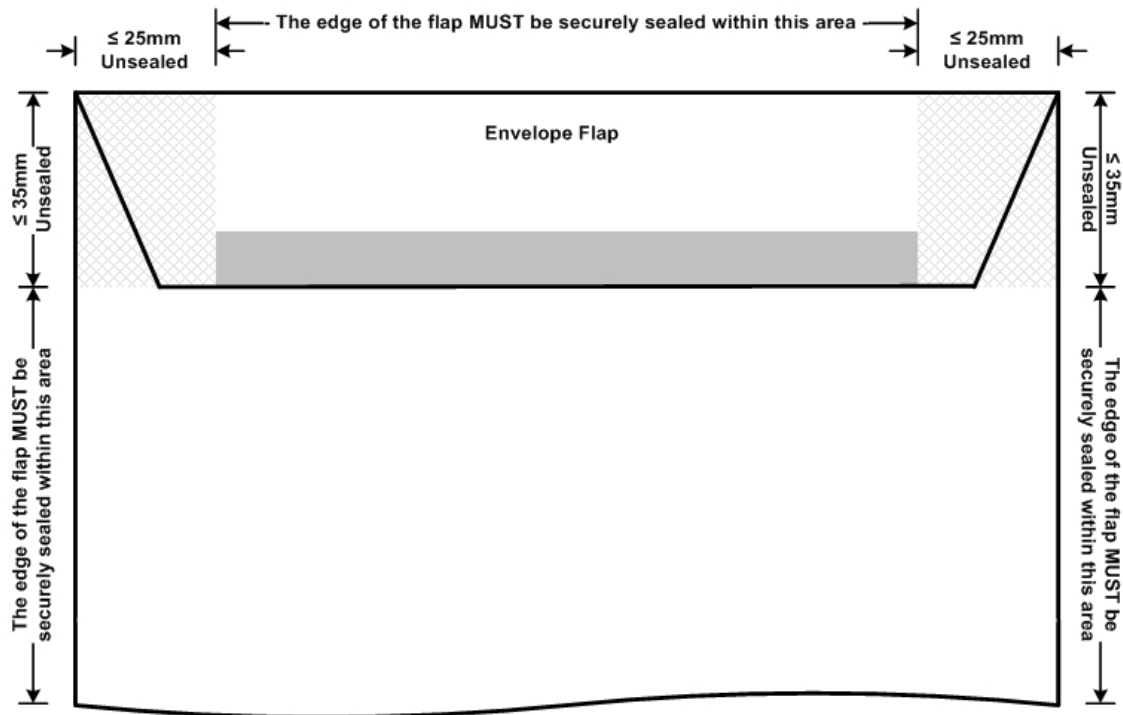 The edge of the flap MUST be securely sealed within this area
≤ 25mm
Unsealed
≤ 25mm
Unsealed
Envelope Flap
≤ 35mm
Unsealed
≤ 35mm
Unsealed
The edge of the flap MUST be
securely sealed within this area
The edge of the flap MUST be
securely sealed within this area